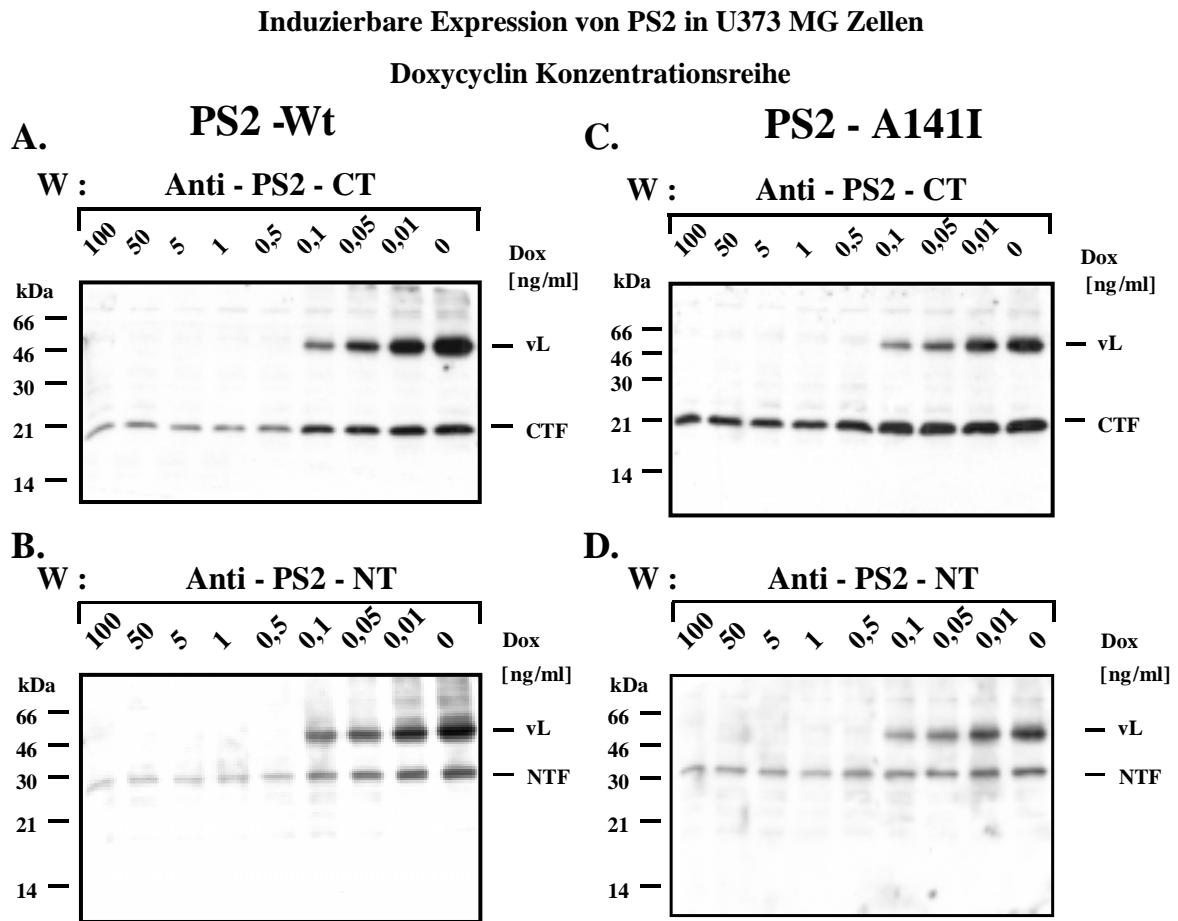 Induzierbare Expression von PS2 in U373 MG Zellen
Doxycyclin Konzentrationsreihe
A.
PS2 -Wt
W :
Anti - PS2 - CT
100 50 5 1 0,5 0,1 0,05 0,01 0
Dox
[ng/ml]
kDa
66
46
30
21
14
vL
CTF
B.
W :
Anti - PS2 - NT
100 50 5 1 0,5 0,1 0,05 0,01 0
Dox
[ng/ml]
kDa
66
46
30
21
14
vL
NTF
C.
PS2 - A141I
W :
Anti - PS2 - CT
100 50 5 1 0,5 0,1 0,05 0,01 0
Dox
[ng/ml]
kDa
66
46
30
21
14
vL
CTF
D.
W :
Anti - PS2 - NT
100 50 5 1 0,5 0,1 0,05 0,01 0
Dox
[ng/ml]
kDa
66
46
30
21
14
vL
NTF